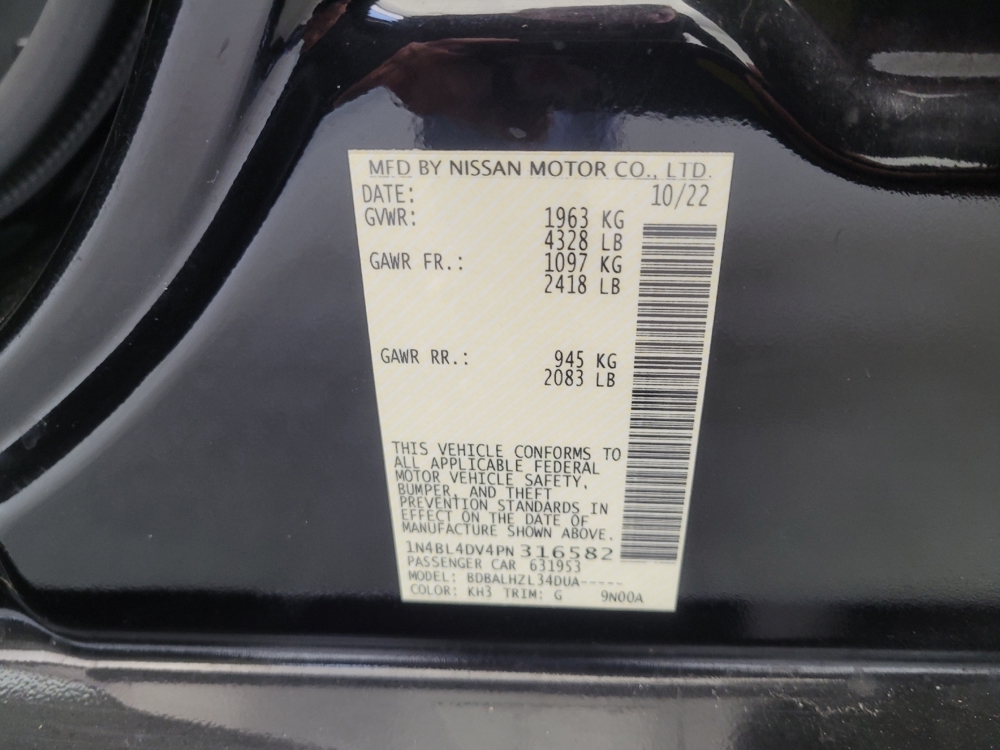 MFD BY NISSAN MOTOR CO., LTD.
DATE: 10/22
GVWR: 1963 KG
4328 LB
GAWR FR.: 1097 KG
2418 LB
GAWR RR.: 945 KG
2083 LB
THIS VEHICLE CONFORMS TO
ALL APPLICABLE FEDERAL
MOTOR VEHICLE SAFETY,
BUMPER, AND THEFT
PREVENTION STANDARDS IN
EFFECT ON THE DATE OF
MANUFACTURE SHOWN ABOVE.
1N4BL4DV4PN316582
PASSENGER CAR 631953
MODEL: BDBALHZL34DUA-----
COLOR: KH3 TRIM: G 9N00A